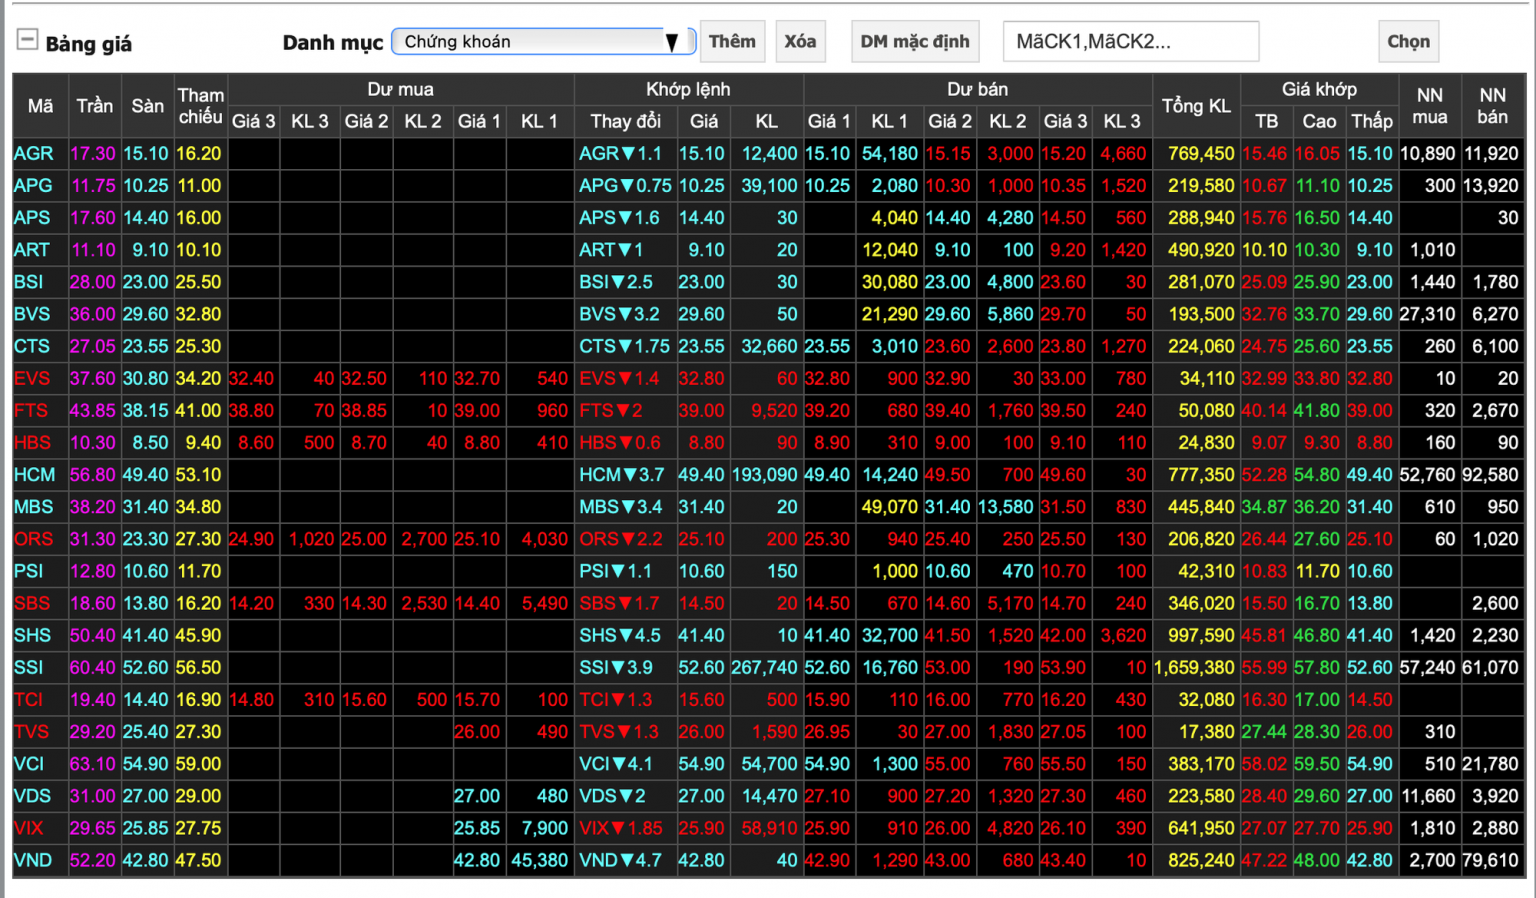 Bảng giá Danh mục Chứng khoán Thêm Xóa DM mặc định MãCK1,MãCK2... Chọn
Mã Trần Sàn Tham chiếu Dư mua Khớp lệnh Dư bán Tổng KL Giá khớp NN mua NN bán
Giá 3 KL 3 Giá 2 KL 2 Giá 1 KL 1 Thay đổi Giá KL Giá 1 KL 1 Giá 2 KL 2 Giá 3 KL 3 TB Cao Thấp
AGR 17.30 15.10 16.20 AGR▼1.1 15.10 12,400 15.10 54,180 15.15 3,000 15.20 4,660 769,450 15.46 16.05 15.10 10,890 11,920
APG 11.75 10.25 11.00 APG▼0.75 10.25 39,100 10.25 2,080 10.30 1,000 10.35 1,520 219,580 10.67 11.10 10.25 300 13,920
APS 17.60 14.40 16.00 APS▼1.6 14.40 30 4,040 14.40 4,280 14.50 560 288,940 15.76 16.50 14.40 30
ART 11.10 9.10 10.10 ART▼1 9.10 20 12,040 9.10 100 9.20 1,420 490,920 10.10 10.30 9.10 1,010
BSI 28.00 23.00 25.50 BSI▼2.5 23.00 30 30,080 23.00 4,800 23.60 30 281,070 25.09 25.90 23.00 1,440 1,780
BVS 36.00 29.60 32.80 BVS▼3.2 29.60 50 21,290 29.60 5,860 29.70 50 193,500 32.76 33.70 29.60 27,310 6,270
CTS 27.05 23.55 25.30 CTS▼1.75 23.55 32,660 23.55 3,010 23.60 2,600 23.80 1,270 224,060 24.75 25.60 23.55 260 6,100
EVS 37.60 30.80 34.20 32.40 40 32.50 110 32.70 540 EVS▼1.4 32.80 60 32.80 900 32.90 30 33.00 780 34,110 32.99 33.80 32.80 10 20
FTS 43.85 38.15 41.00 38.80 70 38.85 10 39.00 960 FTS▼2 39.00 9,520 39.20 680 39.40 1,760 39.50 240 50,080 40.14 41.80 39.00 320 2,670
HBS 10.30 8.50 9.40 8.60 500 8.70 40 8.80 410 HBS▼0.6 8.80 90 8.90 310 9.00 100 9.10 110 24,830 9.07 9.30 8.80 160 90
HCM 56.80 49.40 53.10 HCM▼3.7 49.40 193,090 49.40 14,240 49.50 700 49.60 30 777,350 52.28 54.80 49.40 52,760 92,580
MBS 38.20 31.40 34.80 MBS▼3.4 31.40 20 49,070 31.40 13,580 31.50 830 445,840 34.87 36.20 31.40 610 950
ORS 31.30 23.30 27.30 24.90 1,020 25.00 2,700 25.10 4,030 ORS▼2.2 25.10 200 25.30 940 25.40 250 25.50 130 206,820 26.44 27.60 25.10 60 1,020
PSI 12.80 10.60 11.70 PSI▼1.1 10.60 150 1,000 10.60 470 10.70 100 42,310 10.83 11.70 10.60
SBS 18.60 13.80 16.20 14.20 330 14.30 2,530 14.40 5,490 SBS▼1.7 14.50 20 14.50 670 14.60 5,170 14.70 240 346,020 15.50 16.70 13.80 2,600
SHS 50.40 41.40 45.90 SHS▼4.5 41.40 10 41.40 32,700 41.50 1,520 42.00 3,620 997,590 45.81 46.80 41.40 1,420 2,230
SSI 60.40 52.60 56.50 SSI▼3.9 52.60 267,740 52.60 16,760 53.00 190 53.90 10 1,659,380 55.99 57.80 52.60 57,240 61,070
TCI 19.40 14.40 16.90 14.80 310 15.60 500 15.70 100 TCI▼1.3 15.60 500 15.90 110 16.00 770 16.20 430 32,080 16.30 17.00 14.50
TVS 29.20 25.40 27.30 26.00 490 TVS▼1.3 26.00 1,590 26.95 30 27.00 1,830 27.05 100 17,380 27.44 28.30 26.00 310
VCI 63.10 54.90 59.00 VCI▼4.1 54.90 54,700 54.90 1,300 55.00 760 55.50 150 383,170 58.02 59.50 54.90 510 21,780
VDS 31.00 27.00 29.00 27.00 480 VDS▼2 27.00 14,470 27.10 900 27.20 1,320 27.30 460 223,580 28.40 29.60 27.00 11,660 3,920
VIX 29.65 25.85 27.75 25.85 7,900 VIX▼1.85 25.90 58,910 25.90 910 26.00 4,820 26.10 390 641,950 27.07 27.70 25.90 1,810 2,880
VND 52.20 42.80 47.50 42.80 45,380 VND▼4.7 42.80 40 42.90 1,290 43.00 680 43.40 10 825,240 47.22 48.00 42.80 2,700 79,610